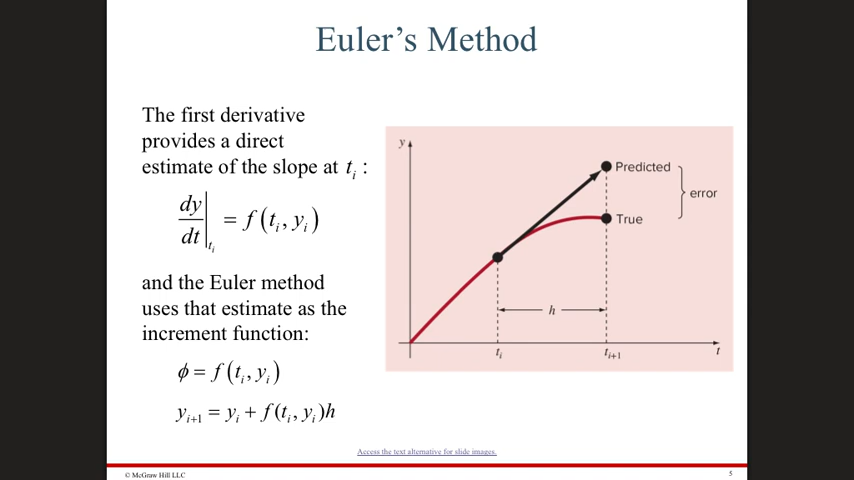 Euler’s Method
The first derivative
provides a direct
estimate of the slope at t_i :
dy/dt |_{t_i} = f(t_i, y_i)
and the Euler method
uses that estimate as the
increment function:
ϕ = f(t_i, y_i)
y_{i+1} = y_i + f(t_i, y_i)h
y
Predicted
error
True
h
t_i
t_{i+1}
t
Access the text alternative for slide images.
© McGraw Hill LLC
5